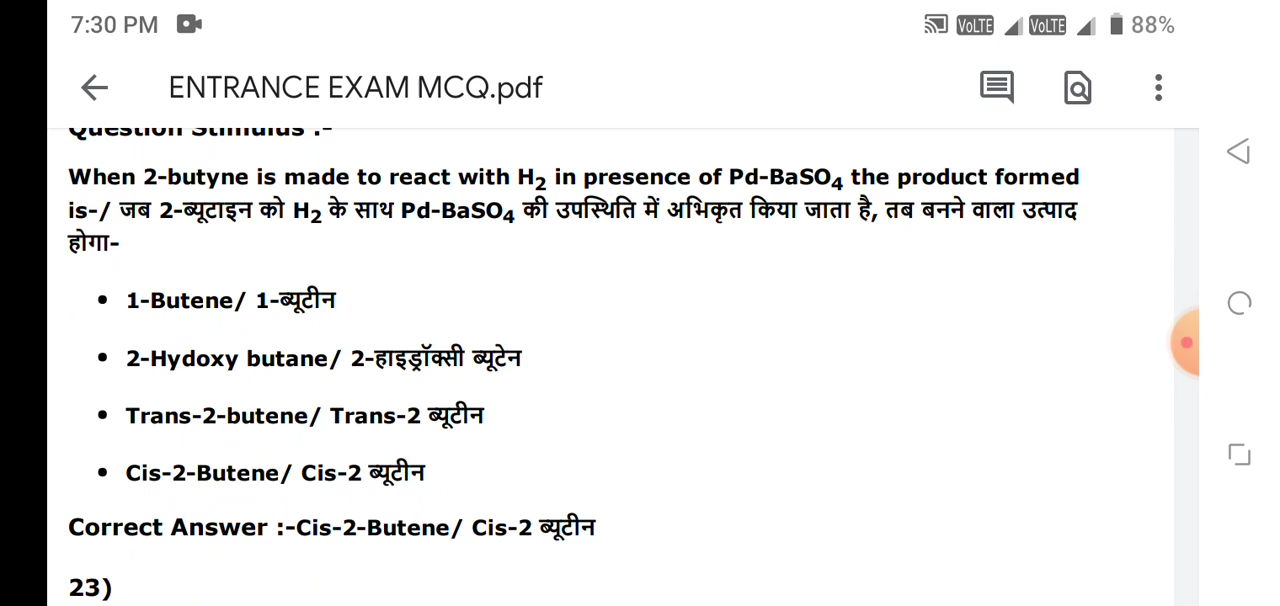 7:30 PM VoLTE VoLTE 88%
ENTRANCE EXAM MCQ.pdf
Question Stimulus :-
When 2-butyne is made to react with H2 in presence of Pd-BaSO4 the product formed
is-/ जब 2-ब्यूटाइन को H2 के साथ Pd-BaSO4 की उपस्थिति में अभिकृत किया जाता है, तब बनने वाला उत्पाद
होगा-
• 1-Butene/ 1-ब्यूटीन
• 2-Hydoxy butane/ 2-हाइड्रॉक्सी ब्यूटेन
• Trans-2-butene/ Trans-2 ब्यूटीन
• Cis-2-Butene/ Cis-2 ब्यूटीन
Correct Answer :-Cis-2-Butene/ Cis-2 ब्यूटीन
23)